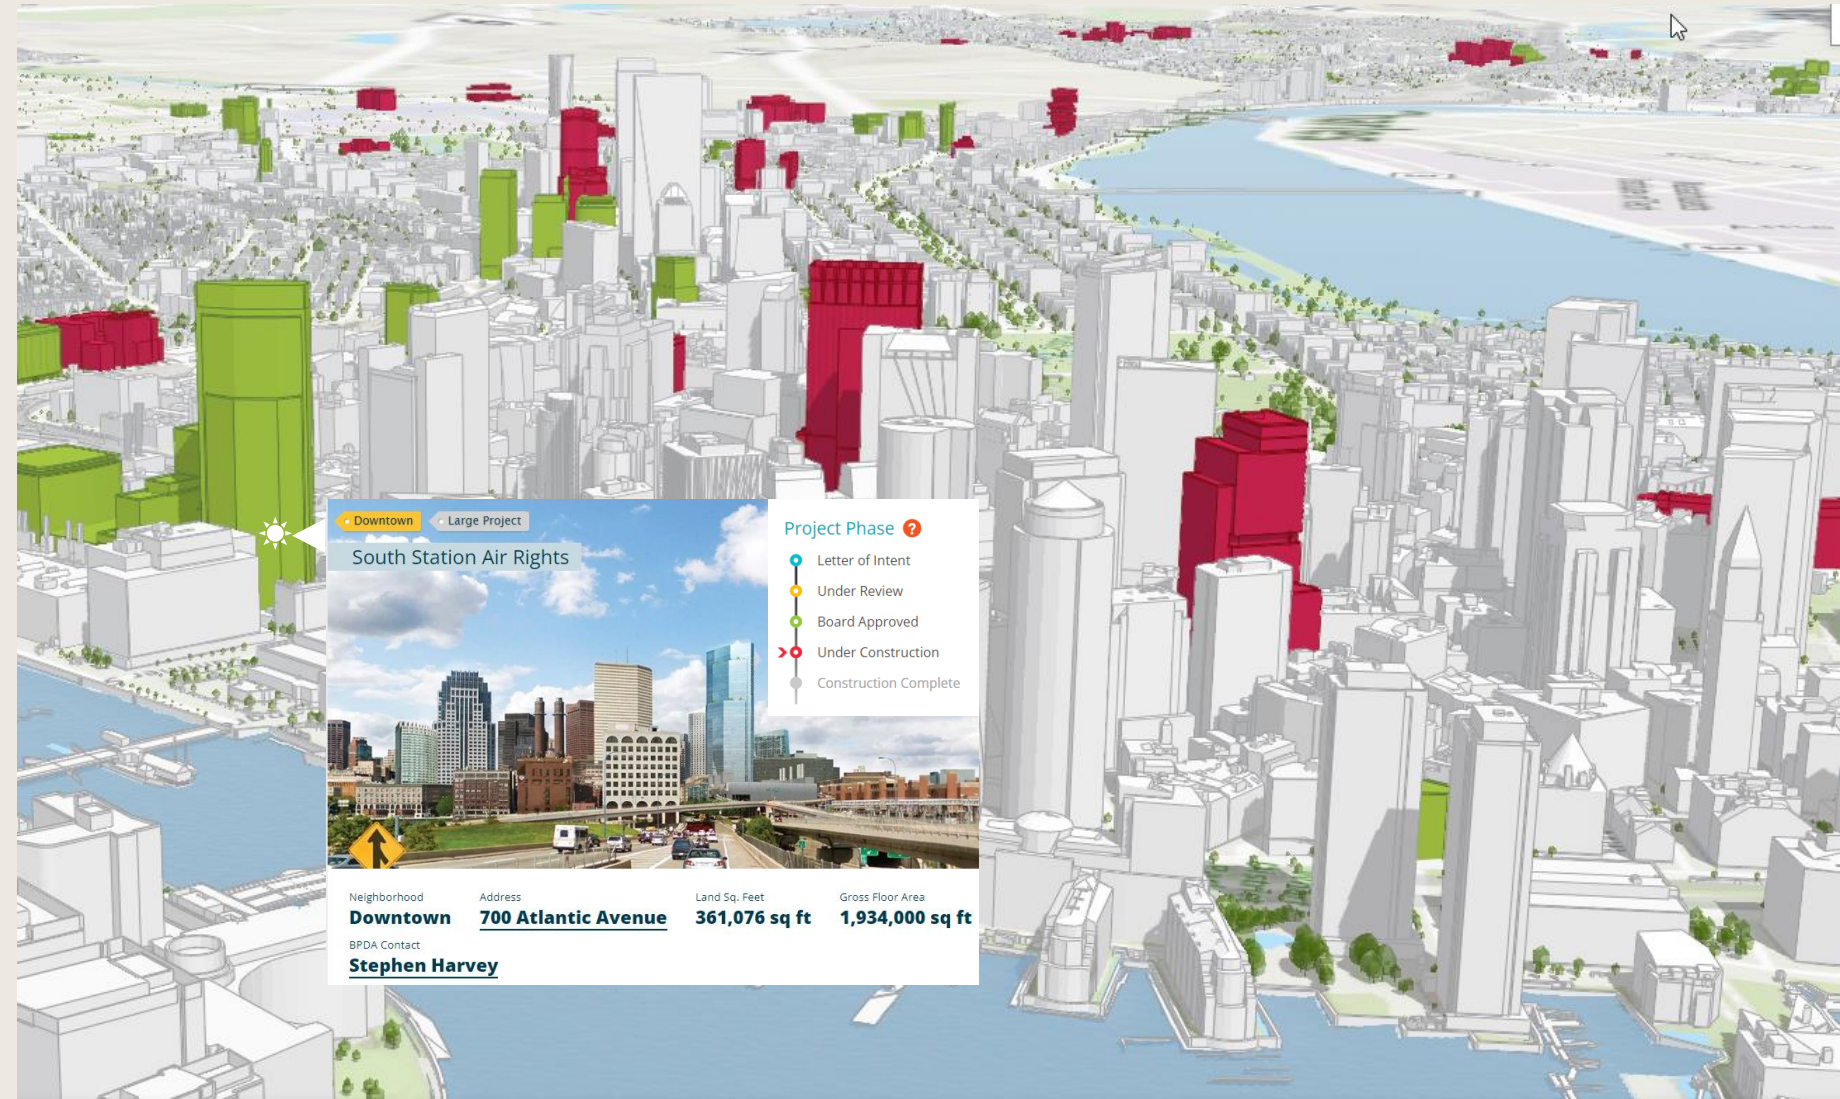 Downtown
Large Project
South Station Air Rights
Project Phase ?
Letter of Intent
Under Review
Board Approved
Under Construction
Construction Complete
Neighborhood
Downtown
Address
700 Atlantic Avenue
Land Sq. Feet
361,076 sq ft
Gross Floor Area
1,934,000 sq ft
BPDA Contact
Stephen Harvey